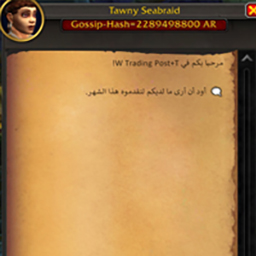 Tawny Seabraid
Gossip-Hash=2289498800 AR
مرحبا بكم في W Trading Post+T!
أود أن أرى ما لديكم لتقدموه هذا الشهر.